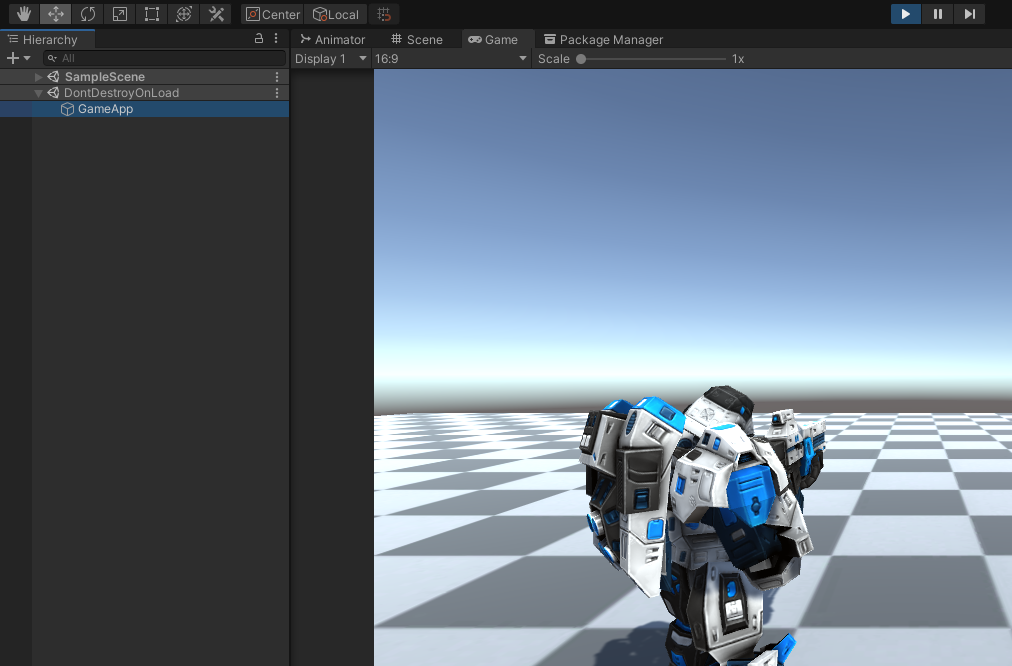 Center Local
Hierarchy
All
SampleScene
DontDestroyOnLoad
GameApp
Animator Scene Game Package Manager
Display 1 16:9 Scale 1x